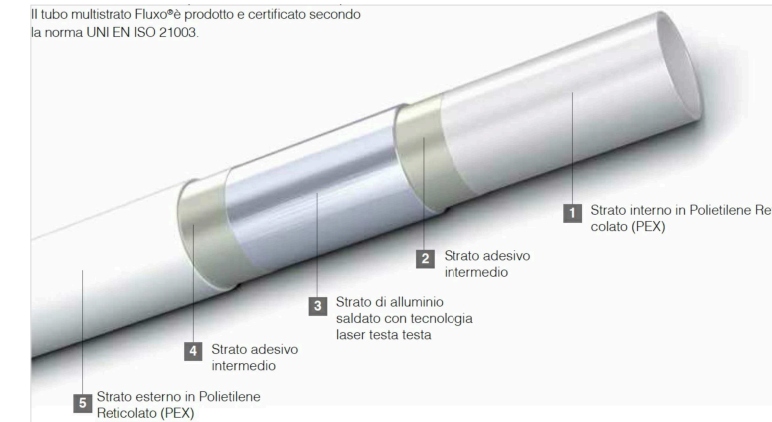 Il tubo multistrato Fluxo®è prodotto e certificato secondo
la norma UNI EN ISO 21003.
1 Strato interno in Polietilene Re
colato (PEX)
2 Strato adesivo
intermedio
3 Strato di alluminio
saldato con tecnologia
laser testa testa
4 Strato adesivo
intermedio
5 Strato esterno in Polietilene
Reticolato (PEX)